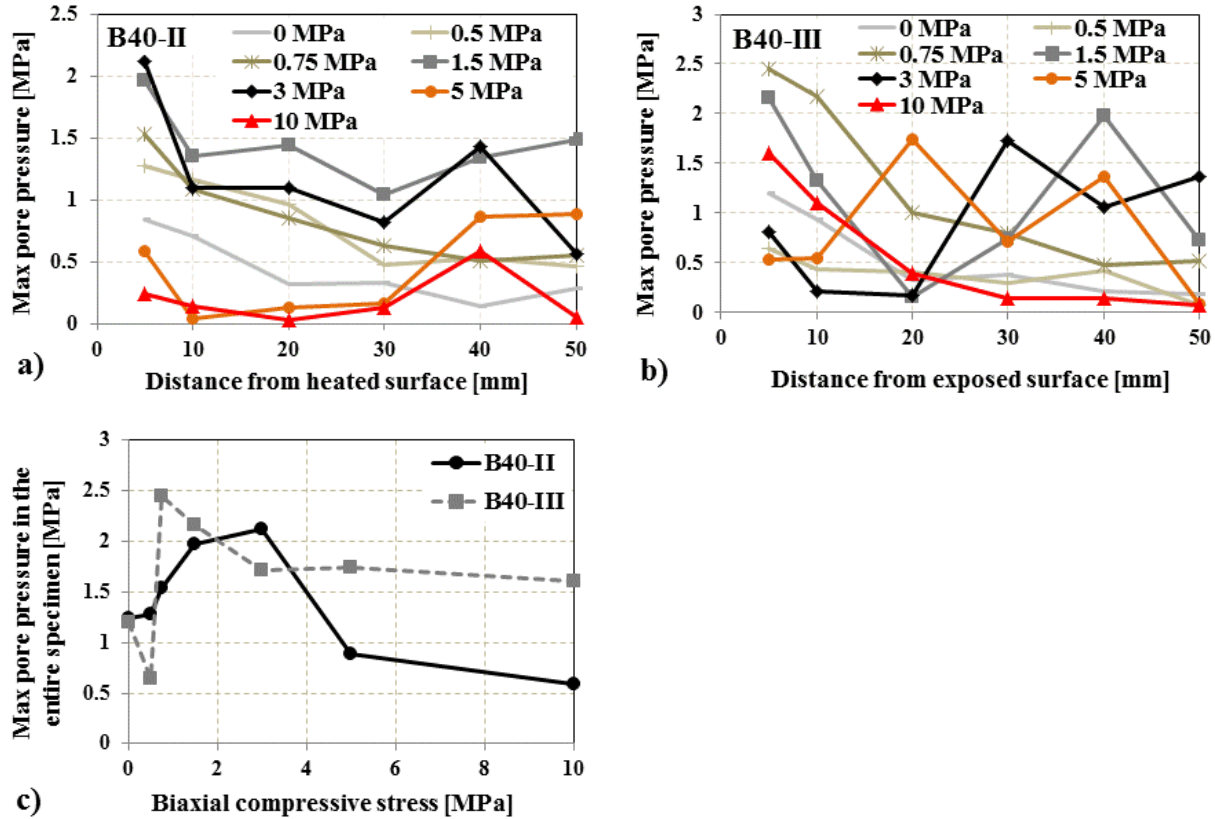 B40-II
0 MPa
0.5 MPa
0.75 MPa
1.5 MPa
3 MPa
5 MPa
10 MPa
Max pore pressure [MPa]
2.5
2
1.5
1
0.5
0
0 10 20 30 40 50
Distance from heated surface [mm]
a)
B40-III
0 MPa
0.5 MPa
0.75 MPa
1.5 MPa
3 MPa
5 MPa
10 MPa
Max pore pressure [MPa]
3
2.5
2
1.5
1
0.5
0
0 10 20 30 40 50
Distance from exposed surface [mm]
b)
B40-II
B40-III
Max pore pressure in the
entire specimen [MPa]
3
2.5
2
1.5
1
0.5
0
0 2 4 6 8 10
Biaxial compressive stress [MPa]
c)